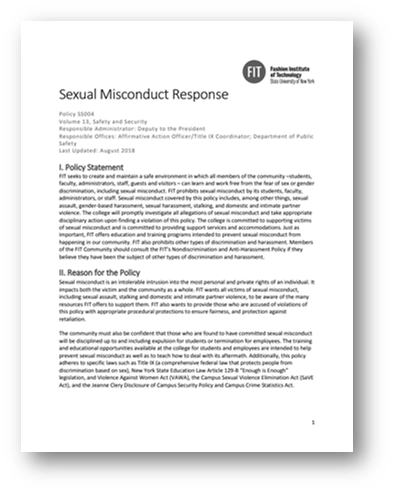 FIT
Fashion Institute
of Technology
State University of New York
Sexual Misconduct Response
Policy SS004
Volume 13, Safety and Security
Responsible Administrator: Deputy to the President
Responsible Offices: Affirmative Action Officer/Title IX Coordinator; Department of Public
Safety
Last Updated: August 2018
I. Policy Statement
FIT seeks to create and maintain a safe environment in which all members of the community –students,
faculty, administrators, staff, guests and visitors – can learn and work free from the fear of sex or gender
discrimination, including sexual misconduct. FIT prohibits sexual misconduct by its students, faculty,
administrators, or staff. Sexual misconduct covered by this policy includes, among other things, sexual
assault, gender-based harassment, sexual harassment, stalking, and domestic and intimate partner
violence. The college will promptly investigate all allegations of sexual misconduct and take appropriate
disciplinary action upon finding a violation of this policy. The college is committed to supporting victims
of sexual misconduct and is committed to providing support services and accommodations. Just as
important, FIT offers education and training programs intended to prevent sexual misconduct from
happening in our community. FIT also prohibits other types of discrimination and harassment. Members
of the FIT Community should consult the FIT's Nondiscrimination and Anti-Harassment Policy if they
believe they have been the subject of other types of discrimination and harassment.
II. Reason for the Policy
Sexual misconduct is an intolerable intrusion into the most personal and private rights of an individual. It
impacts both the victim and the community as a whole. FIT wants all victims of sexual misconduct,
including sexual assault, stalking and domestic and intimate partner violence, to be aware of the many
resources FIT offers to support them. FIT also wants to provide those who are accused of violations of
this policy with appropriate procedural protections to ensure fairness, and protection against
retaliation.
The community must also be confident that those who are found to have committed sexual misconduct
will be disciplined up to and including expulsion for students or termination for employees. The training
and educational opportunities available at the college for students and employees are intended to help
prevent sexual misconduct as well as to teach how to deal with its aftermath. Additionally, this policy
adheres to specific laws such as Title IX (a comprehensive federal law that protects people from
discrimination based on sex), New York State Education Law Article 129-B "Enough is Enough"
legislation, and Violence Against Women Act (VAWA), the Campus Sexual Violence Elimination Act (SaVE
Act), and the Jeanne Clery Disclosure of Campus Security Policy and Campus Crime Statistics Act.
1